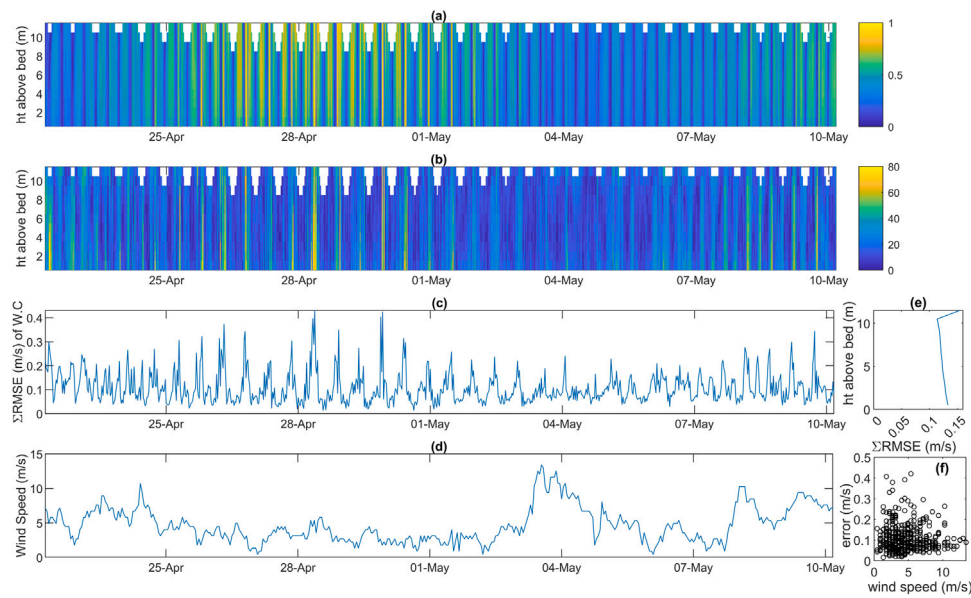 (a)
ht above bed (m)
10
8
6
4
2
25-Apr 28-Apr 01-May 04-May 07-May 10-May
1
0.5
0
(b)
ht above bed (m)
10
8
6
4
2
25-Apr 28-Apr 01-May 04-May 07-May 10-May
80
60
40
20
0
(c)
ΣRMSE (m/s) of W.C
0.4
0.3
0.2
0.1
0
25-Apr 28-Apr 01-May 04-May 07-May 10-May
(e)
ht above bed (m)
10
5
0
0 0.05 0.1 0.15
ΣRMSE (m/s)
(d)
Wind Speed (m/s)
15
10
5
0
25-Apr 28-Apr 01-May 04-May 07-May 10-May
(f)
error (m/s)
0.5
0.4
0.3
0.2
0.1
0
0 5 10
wind speed (m/s)